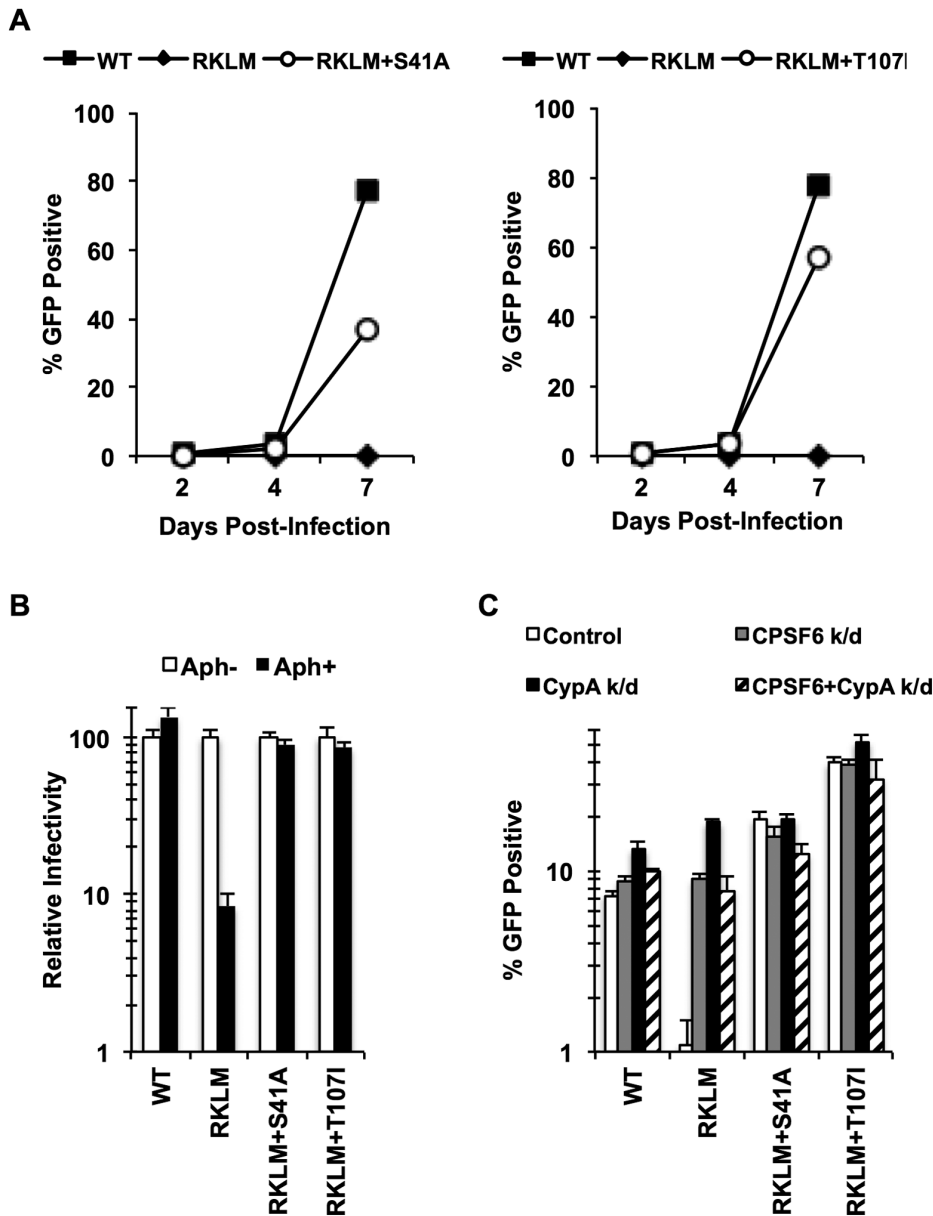 A
WT RKLM RKLM+S41A
WT RKLM RKLM+T107I
100
80
60
40
20
0
% GFP Positive
2 4 7
Days Post-Infection
100
80
60
40
20
0
% GFP Positive
2 4 7
Days Post-Infection
B
Aph- Aph+
100
10
1
Relative Infectivity
WT
RKLM
RKLM+S41A
RKLM+T107I
C
Control CPSF6 k/d
CypA k/d CPSF6+CypA k/d
10
1
% GFP Positive
WT
RKLM
RKLM+S41A
RKLM+T107I